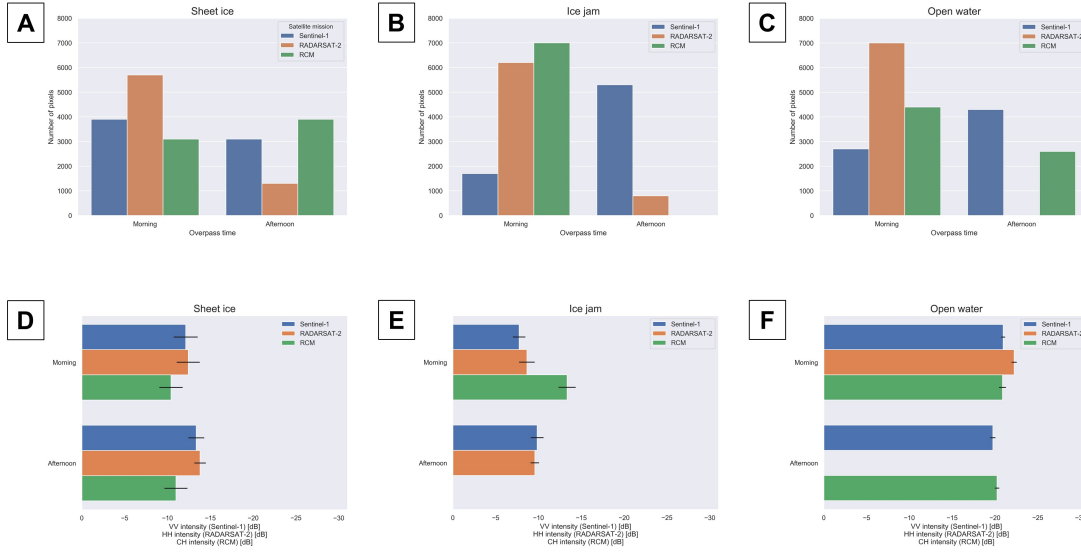 A
Sheet ice
8000
7000
6000
5000
4000
3000
2000
1000
0
Number of pixels
Satellite mission
Sentinel-1
RADARSAT-2
RCM
Morning
Afternoon
Overpass time
B
Ice jam
8000
7000
6000
5000
4000
3000
2000
1000
0
Number of pixels
Sentinel-1
RADARSAT-2
RCM
Morning
Afternoon
Overpass time
C
Open water
8000
7000
6000
5000
4000
3000
2000
1000
0
Number of pixels
Sentinel-1
RADARSAT-2
RCM
Morning
Afternoon
Overpass time
D
Sheet ice
Sentinel-1
RADARSAT-2
RCM
Morning
Afternoon
0 −5 −10 −15 −20 −25 −30
VV intensity (Sentinel-1) [dB]
HH intensity (RADARSAT-2) [dB]
CH intensity (RCM) [dB]
E
Ice jam
Sentinel-1
RADARSAT-2
RCM
Morning
Afternoon
0 −5 −10 −15 −20 −25 −30
VV intensity (Sentinel-1) [dB]
HH intensity (RADARSAT-2) [dB]
CH intensity (RCM) [dB]
F
Open water
Sentinel-1
RADARSAT-2
RCM
Morning
Afternoon
0 −5 −10 −15 −20 −25 −30
VV intensity (Sentinel-1) [dB]
HH intensity (RADARSAT-2) [dB]
CH intensity (RCM) [dB]